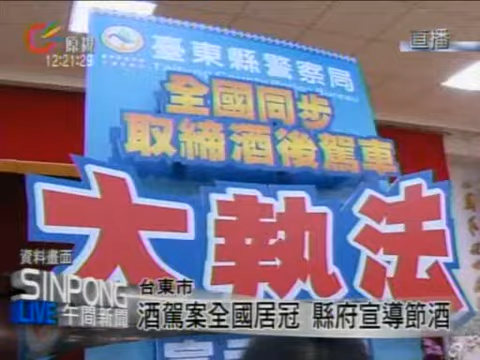 原視
12:21:29
直播
臺東縣警察局
全國同步
取締酒後駕車
大執法
資料畫面
SINPONG
LIVE 午間新聞
台東市
酒駕案全國居冠 縣府宣導節酒